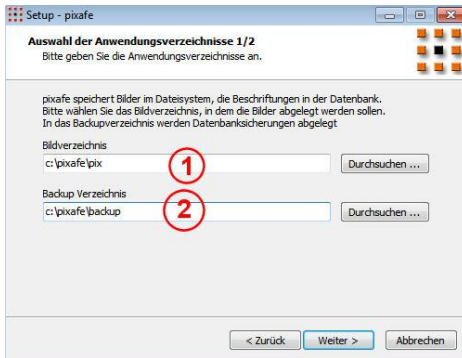 Setup - pixafe
Auswahl der Anwendungsverzeichnisse 1/2
Bitte geben Sie die Anwendungsverzeichnisse an.
pixafe speichert Bilder im Dateisystem, die Beschriftungen in der Datenbank.
Bitte wählen Sie das Bildverzeichnis, in dem die Bilder abgelegt werden sollen.
In das Backupverzeichnis werden Datenbanksicherungen abgelegt
Bildverzeichnis
c:\pixafe\pix 1 Durchsuchen ...
Backup Verzeichnis
c:\pixafe\backup 2 Durchsuchen ...
< Zurück Weiter > Abbrechen